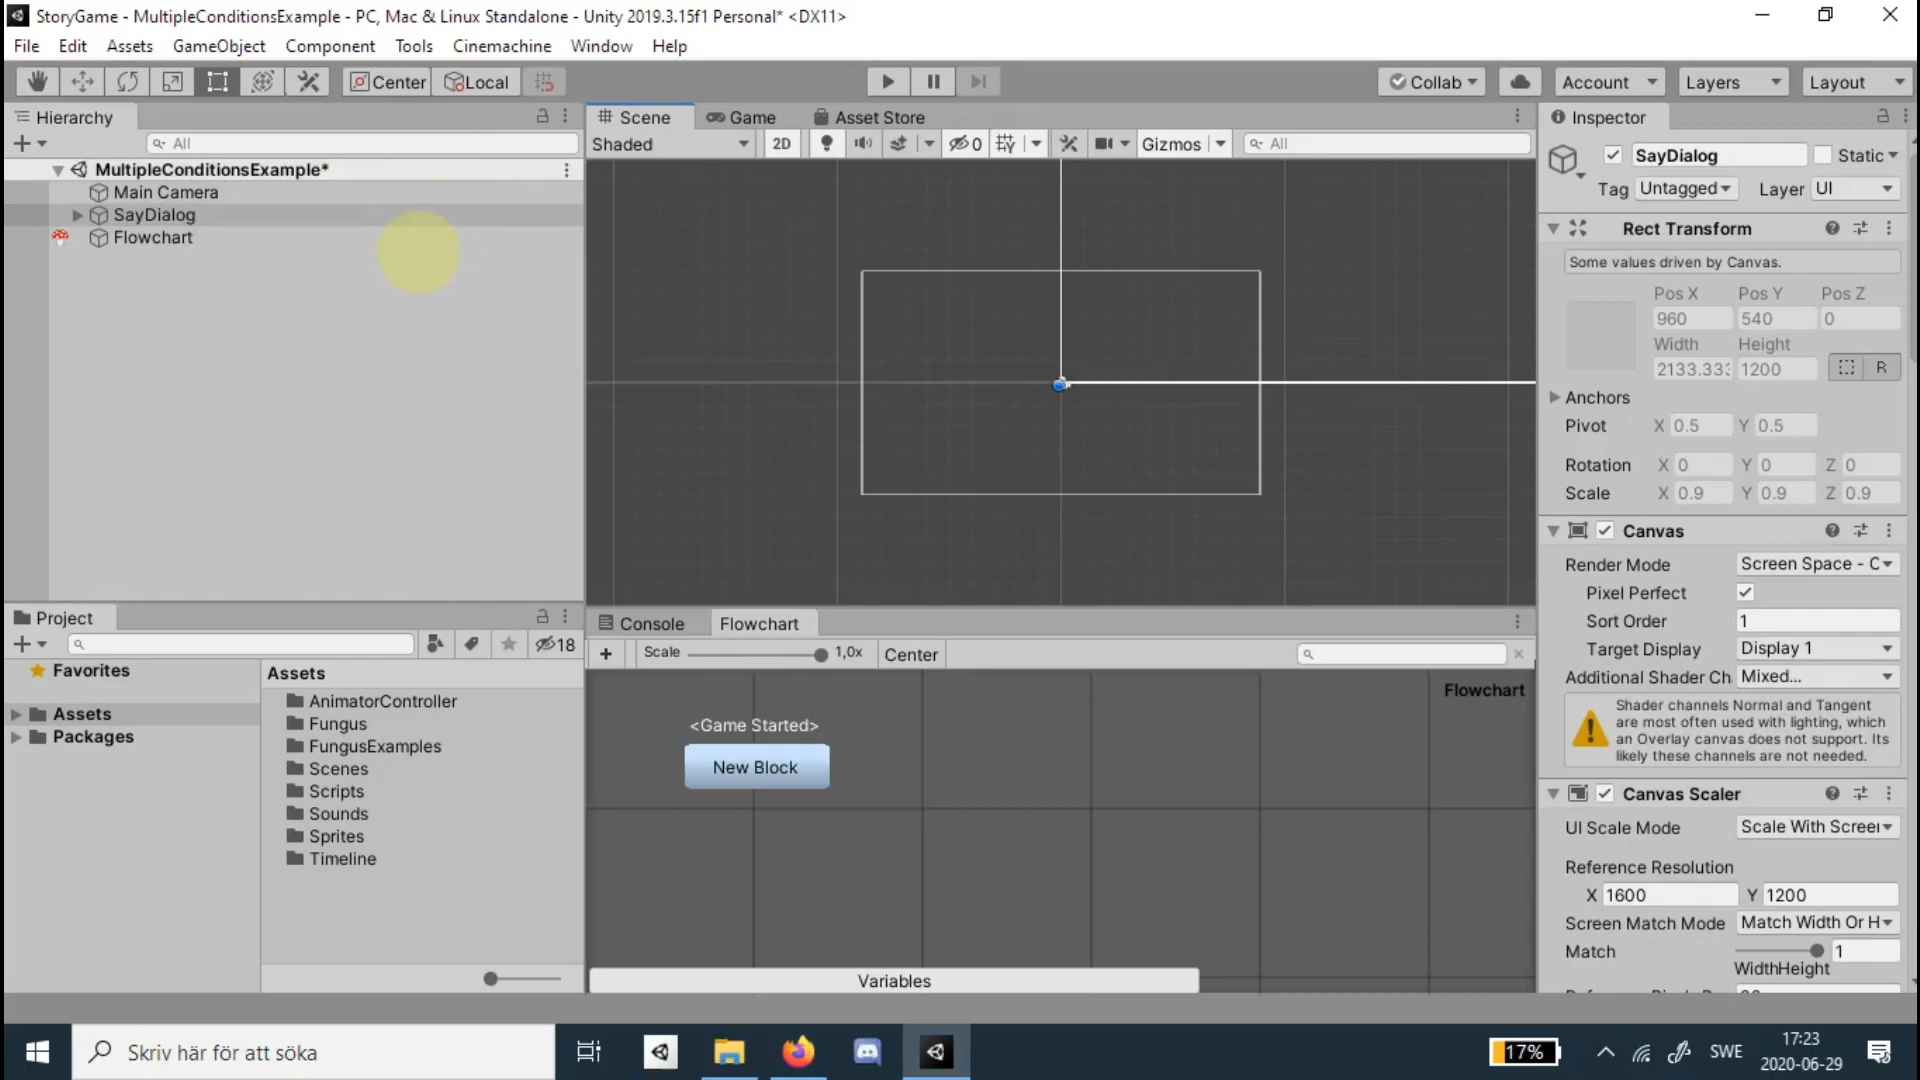 StoryGame - MultipleConditionsExample - PC, Mac & Linux Standalone - Unity 2019.3.15f1 Personal* <DX11>
File Edit Assets GameObject Component Tools Cinemachine Window Help
Center Local Collab Account Layers Layout
Hierarchy
All
MultipleConditionsExample*
Main Camera
SayDialog
Flowchart
Scene Game Asset Store
Shaded 2D 0 Gizmos All
Inspector
SayDialog Static
Tag Untagged Layer UI
Rect Transform
Some values driven by Canvas.
Pos X Pos Y Pos Z
960 540 0
Width Height
2133.333 1200 R
Anchors
Pivot X 0.5 Y 0.5
Rotation X 0 Y 0 Z 0
Scale X 0.9 Y 0.9 Z 0.9
Canvas
Render Mode Screen Space - O
Pixel Perfect
Sort Order 1
Target Display Display 1
Additional Shader Ch Mixed...
Shader channels Normal and Tangent
are most often used with lighting, which
an Overlay canvas does not support. Its
likely these channels are not needed.
Canvas Scaler
UI Scale Mode Scale With Screen
Reference Resolution
X 1600 Y 1200
Screen Match Mode Match Width Or H
Match 1
WidthHeight
Project
18
Favorites
Assets
Packages
Assets
AnimatorController
Fungus
FungusExamples
Scenes
Scripts
Sounds
Sprites
Timeline
Console Flowchart
+ Scale 1,0x Center
Flowchart
<Game Started>
New Block
Variables
Skriv här för att söka
17% SWE
17:23
2020-06-29